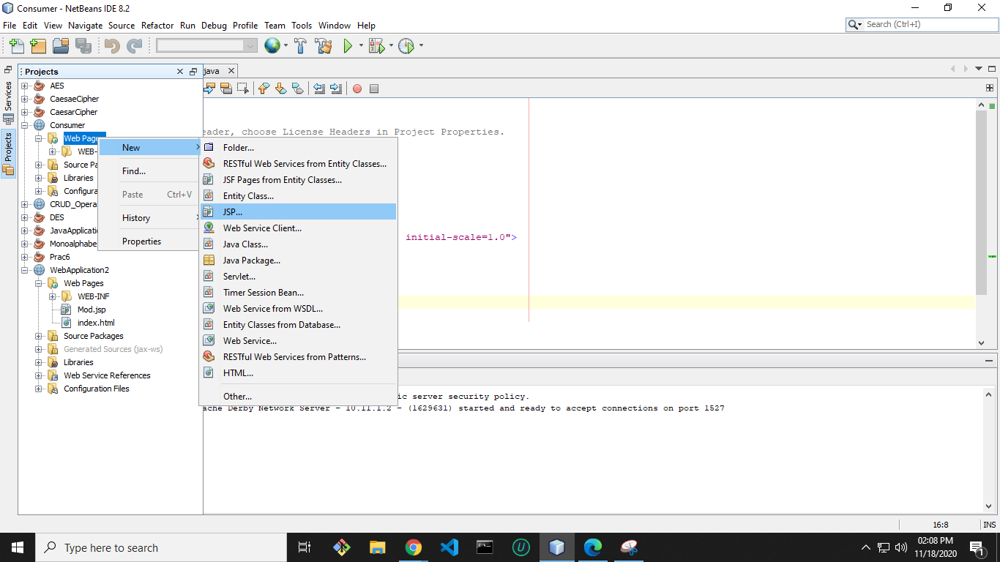 Consumer - NetBeans IDE 8.2
File Edit View Navigate Source Refactor Run Debug Profile Team Tools Window Help
Search (Ctrl+I)
Services
Projects
Projects
AES
CaesaeCipher
CaesarCipher
Consumer
Web Page
WEB-
Source Pa
Libraries
Configura
CRUD_Opera
DES
JavaApplicatio
Monoalphabe
Prac6
WebApplication2
Web Pages
WEB-INF
Mod.jsp
index.html
Source Packages
Generated Sources (jax-ws)
Libraries
Web Service References
Configuration Files
New
Find...
Paste Ctrl+V
History
Properties
Folder...
RESTful Web Services from Entity Classes...
JSF Pages from Entity Classes...
Entity Class...
JSP...
Web Service Client...
Java Class...
Java Package...
Servlet...
Timer Session Bean...
Web Service from WSDL...
Entity Classes from Database...
Web Service...
RESTful Web Services from Patterns...
HTML...
Other...
java
eader, choose License Headers in Project Properties.
initial-scale=1.0">
ic server security policy.
ache Derby Network Server - 10.11.1.2 - (1629631) started and ready to accept connections on port 1527
16:8 INS
Type here to search
02:08 PM
11/18/2020
1